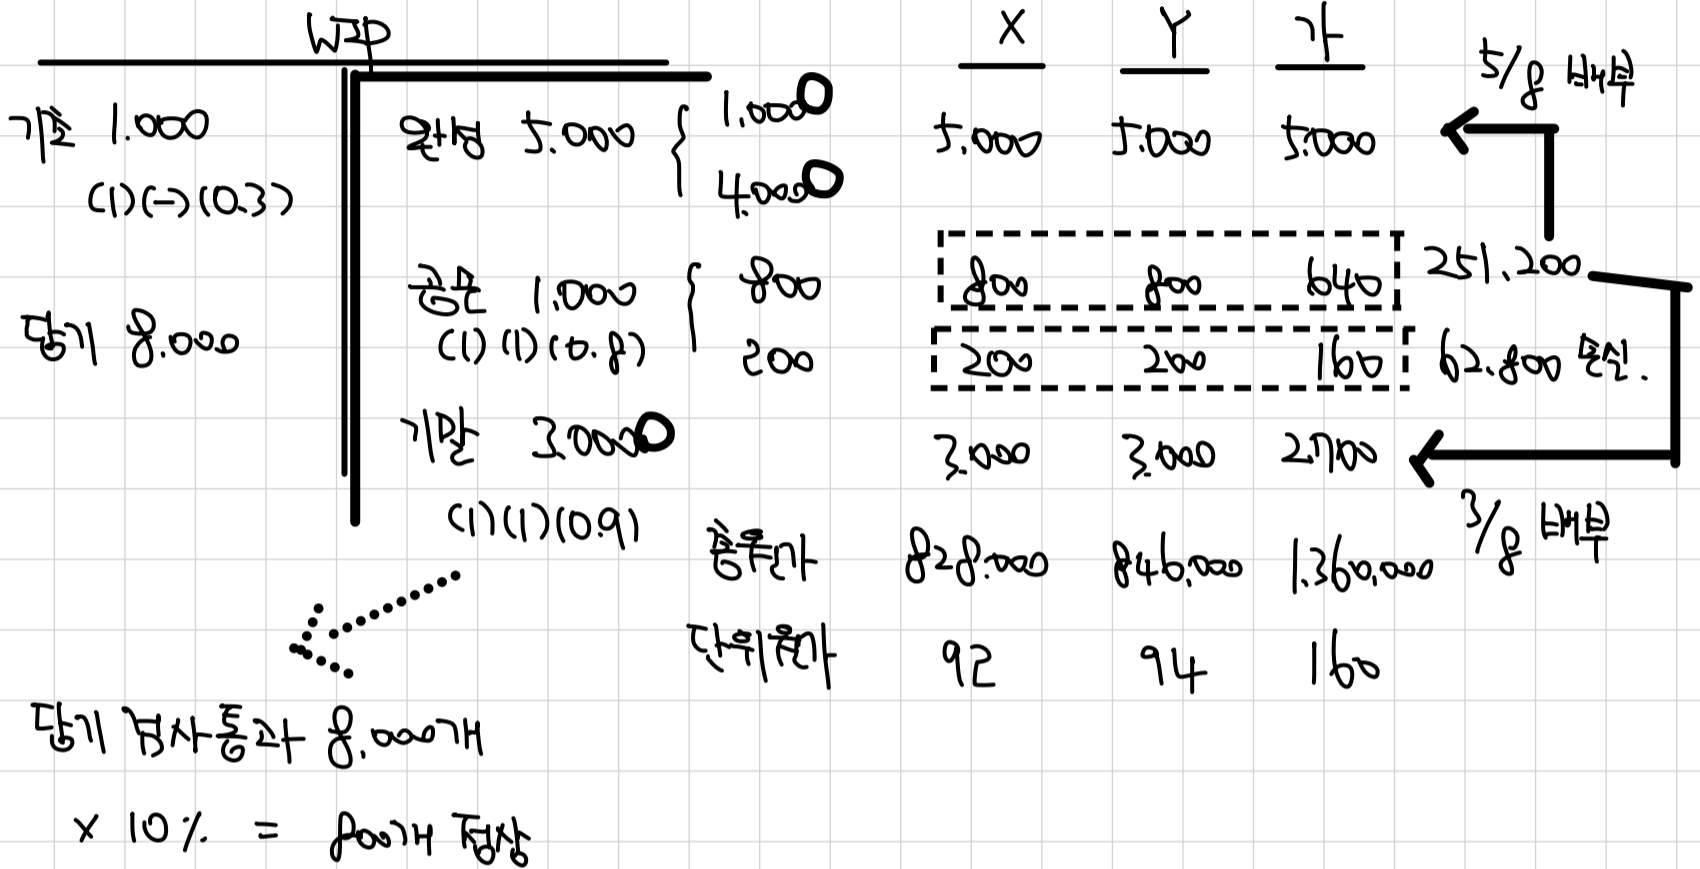 WIP
기초 1.000
(1)(-)(0.3)
당기 8.000
완성 5.000 { 1.000 O
4.000 O
공손 1.000 { 800
(1)(1)(0.8) 200
기말 3.000 O
(1)(1)(0.9)
당기 검사통과 8.000개
× 10% = 800개 정상
X Y 가
5.000 5.000 5.000
5/8 배부
800 800 640 251.200
200 200 160 62.800 손실.
3.000 3.000 2.700
3/8 배부
총원가 828.000 846.000 1.360.000
단위원가 92 94 160